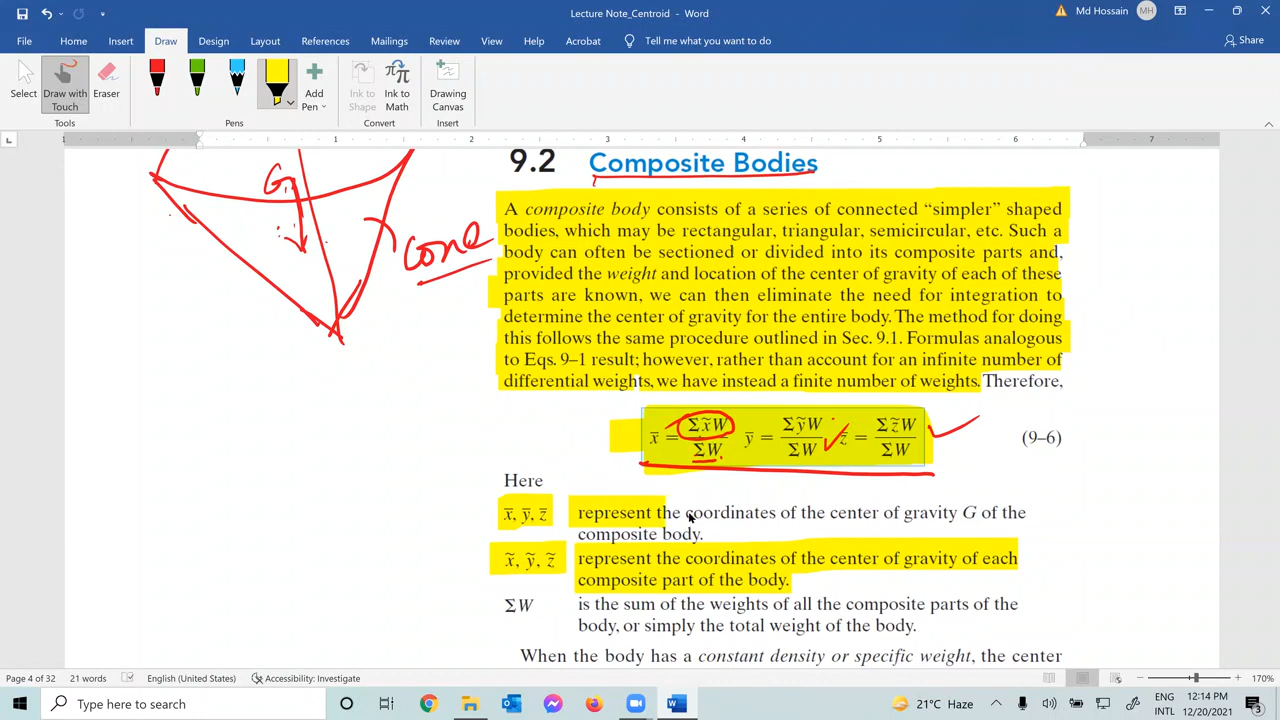 Lecture Note_Centroid - Word
Md Hossain MH
File Home Insert Draw Design Layout References Mailings Review View Help Acrobat Tell me what you want to do Share
Select
Draw with Touch
Eraser
Add Pen
Ink to Shape
Ink to Math
Drawing Canvas
Tools Pens Convert Insert
1 1 2 3 4 5 6 7
G
cone
9.2 Composite Bodies
A composite body consists of a series of connected “simpler” shaped
bodies, which may be rectangular, triangular, semicircular, etc. Such a
body can often be sectioned or divided into its composite parts and,
provided the weight and location of the center of gravity of each of these
parts are known, we can then eliminate the need for integration to
determine the center of gravity for the entire body. The method for doing
this follows the same procedure outlined in Sec. 9.1. Formulas analogous
to Eqs. 9–1 result; however, rather than account for an infinite number of
differential weights, we have instead a finite number of weights. Therefore,
x̄ = Σx̃W / ΣW ȳ = ΣỹW / ΣW z̄ = Σz̃W / ΣW (9–6)
Here
x̄, ȳ, z̄ represent the coordinates of the center of gravity G of the
composite body.
x̃, ỹ, z̃ represent the coordinates of the center of gravity of each
composite part of the body.
ΣW is the sum of the weights of all the composite parts of the
body, or simply the total weight of the body.
When the body has a constant density or specific weight, the center
Page 4 of 32 21 words English (United States) Accessibility: Investigate 170%
Type here to search
21°C Haze
ENG
INTL
12:14 PM
12/20/2021
3